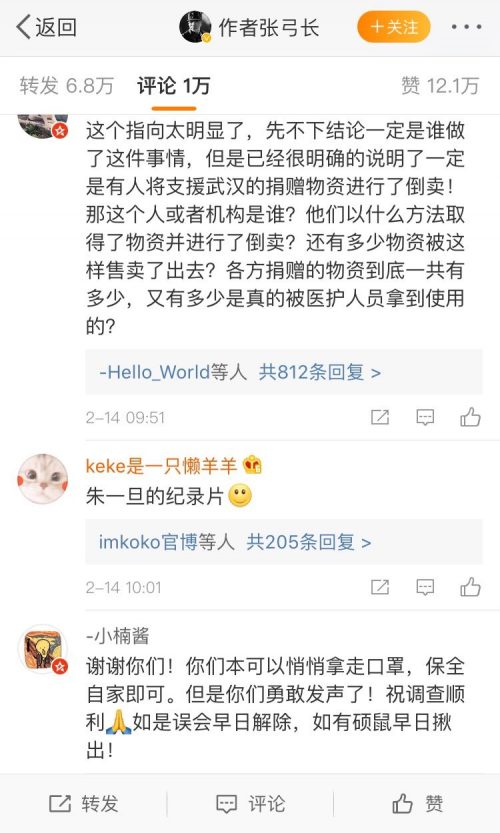 返回
作者张弓长
+关注
转发 6.8万
评论 1万
赞 12.1万
这个指向太明显了，先不下结论一定是谁做
了这件事情，但是已经很明确的说明了一定
是有人将支援武汉的捐赠物资进行了倒卖！
那这个人或者机构是谁？他们以什么方法取
得了物资并进行了倒卖？还有多少物资被这
样售卖了出去？各方捐赠的物资到底一共有
多少，又有多少是真的被医护人员拿到使用
的？
-Hello_World等人 共812条回复 >
2-14 09:51
keke是一只懒羊羊
朱一旦的纪录片
imkoko官博等人 共205条回复 >
2-14 10:01
-小楠酱
谢谢你们！你们本可以悄悄拿走口罩，保全
自家即可。但是你们勇敢发声了！祝调查顺
利🙏如是误会早日解除，如有硕鼠早日揪
出！
转发
评论
赞